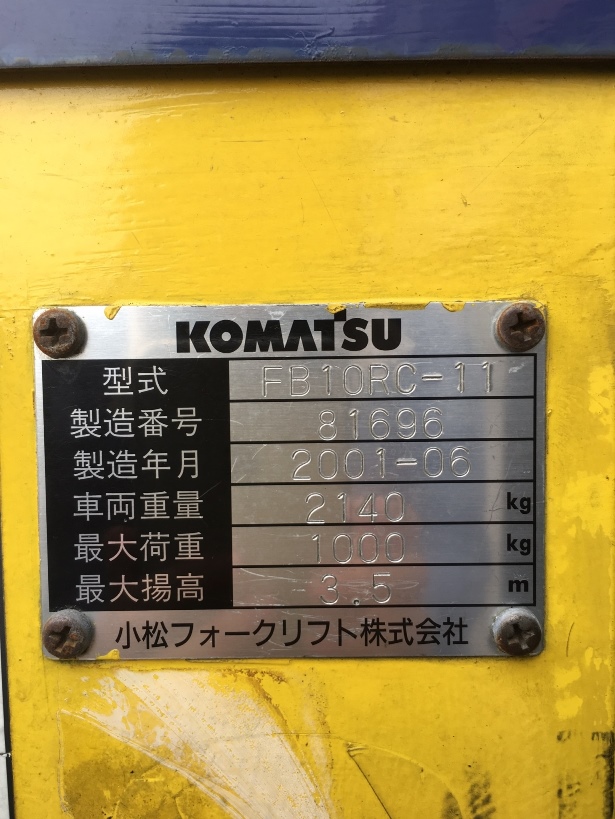 KOMATSU
型式 FB10RC-11
製造番号 81696
製造年月 2001-06
車両重量 2140 kg
最大荷重 1000 kg
最大揚高 3.5 m
小松フォークリフト株式会社